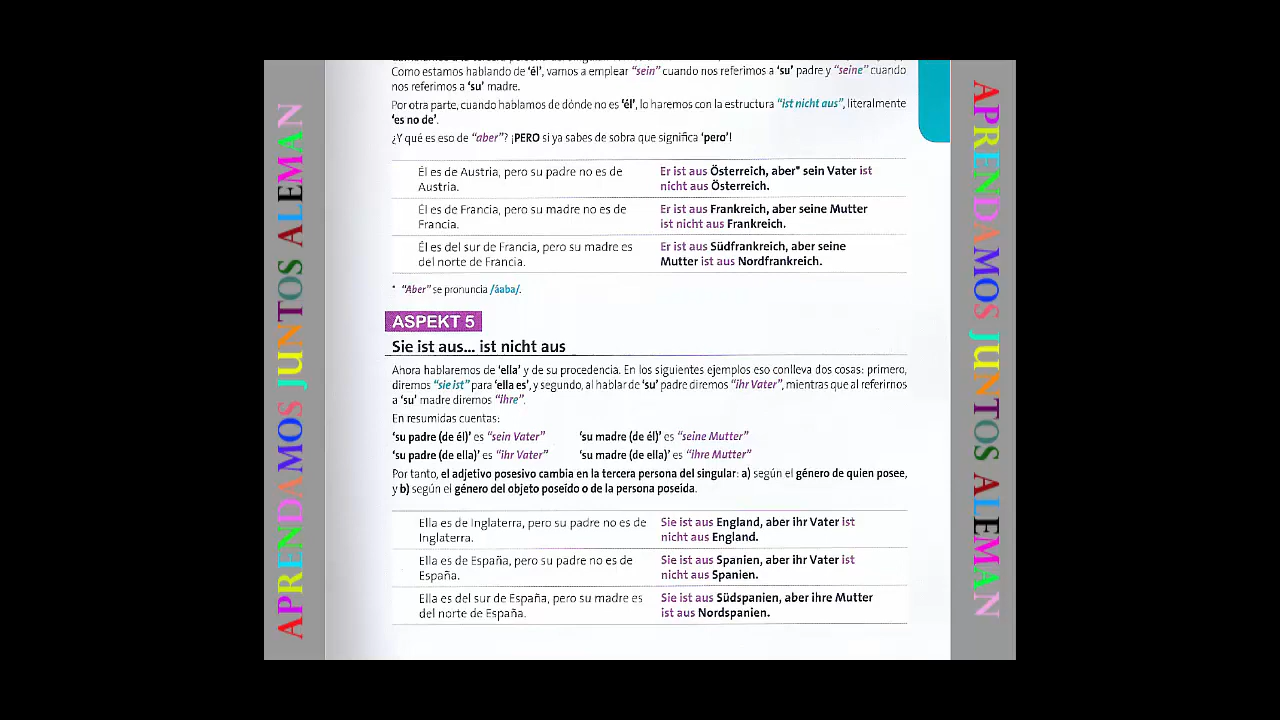 APRENDAMOS JUNTOS ALEMAN
Como estamos hablando de 'él', vamos a emplear "sein" cuando nos referimos a 'su' padre y "seine" cuando
nos referimos a 'su' madre.
Por otra parte, cuando hablamos de dónde no es 'él', lo haremos con la estructura "ist nicht aus", literalmente
'es no de'.
¿Y qué es eso de "aber"? ¡PERO si ya sabes de sobra que significa 'pero'!
Él es de Austria, pero su padre no es de
Austria.
Er ist aus Österreich, aber* sein Vater ist
nicht aus Österreich.
Él es de Francia, pero su madre no es de
Francia.
Er ist aus Frankreich, aber seine Mutter
ist nicht aus Frankreich.
Él es del sur de Francia, pero su madre es
del norte de Francia.
Er ist aus Südfrankreich, aber seine
Mutter ist aus Nordfrankreich.
* "Aber" se pronuncia /áaba/.
ASPEKT 5
Sie ist aus... ist nicht aus
Ahora hablaremos de 'ella' y de su procedencia. En los siguientes ejemplos eso conlleva dos cosas: primero,
diremos "sie ist" para 'ella es', y segundo, al hablar de 'su' padre diremos "ihr Vater", mientras que al referirnos
a 'su' madre diremos "ihre".
En resumidas cuentas:
'su padre (de él)' es "sein Vater" 'su madre (de él)' es "seine Mutter"
'su padre (de ella)' es "ihr Vater" 'su madre (de ella)' es "ihre Mutter"
Por tanto, el adjetivo posesivo cambia en la tercera persona del singular: a) según el género de quien posee,
y b) según el género del objeto poseído o de la persona poseída.
Ella es de Inglaterra, pero su padre no es de
Inglaterra.
Sie ist aus England, aber ihr Vater ist
nicht aus England.
Ella es de España, pero su padre no es de
España.
Sie ist aus Spanien, aber ihr Vater ist
nicht aus Spanien.
Ella es del sur de España, pero su madre es
del norte de España.
Sie ist aus Südspanien, aber ihre Mutter
ist aus Nordspanien.
APRENDAMOS JUNTOS ALEMAN